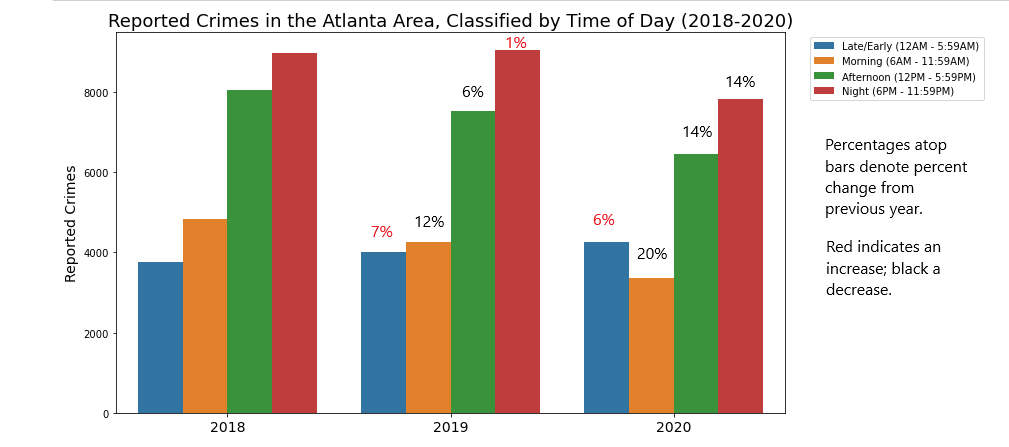 Reported Crimes in the Atlanta Area, Classified by Time of Day (2018-2020)
Late/Early (12AM - 5:59AM)
Morning (6AM - 11:59AM)
Afternoon (12PM - 5:59PM)
Night (6PM - 11:59PM)
Percentages atop
bars denote percent
change from
previous year.
Red indicates an
increase; black a
decrease.
Reported Crimes
8000
6000
4000
2000
0
7%
12%
6%
1%
6%
20%
14%
14%
2018
2019
2020